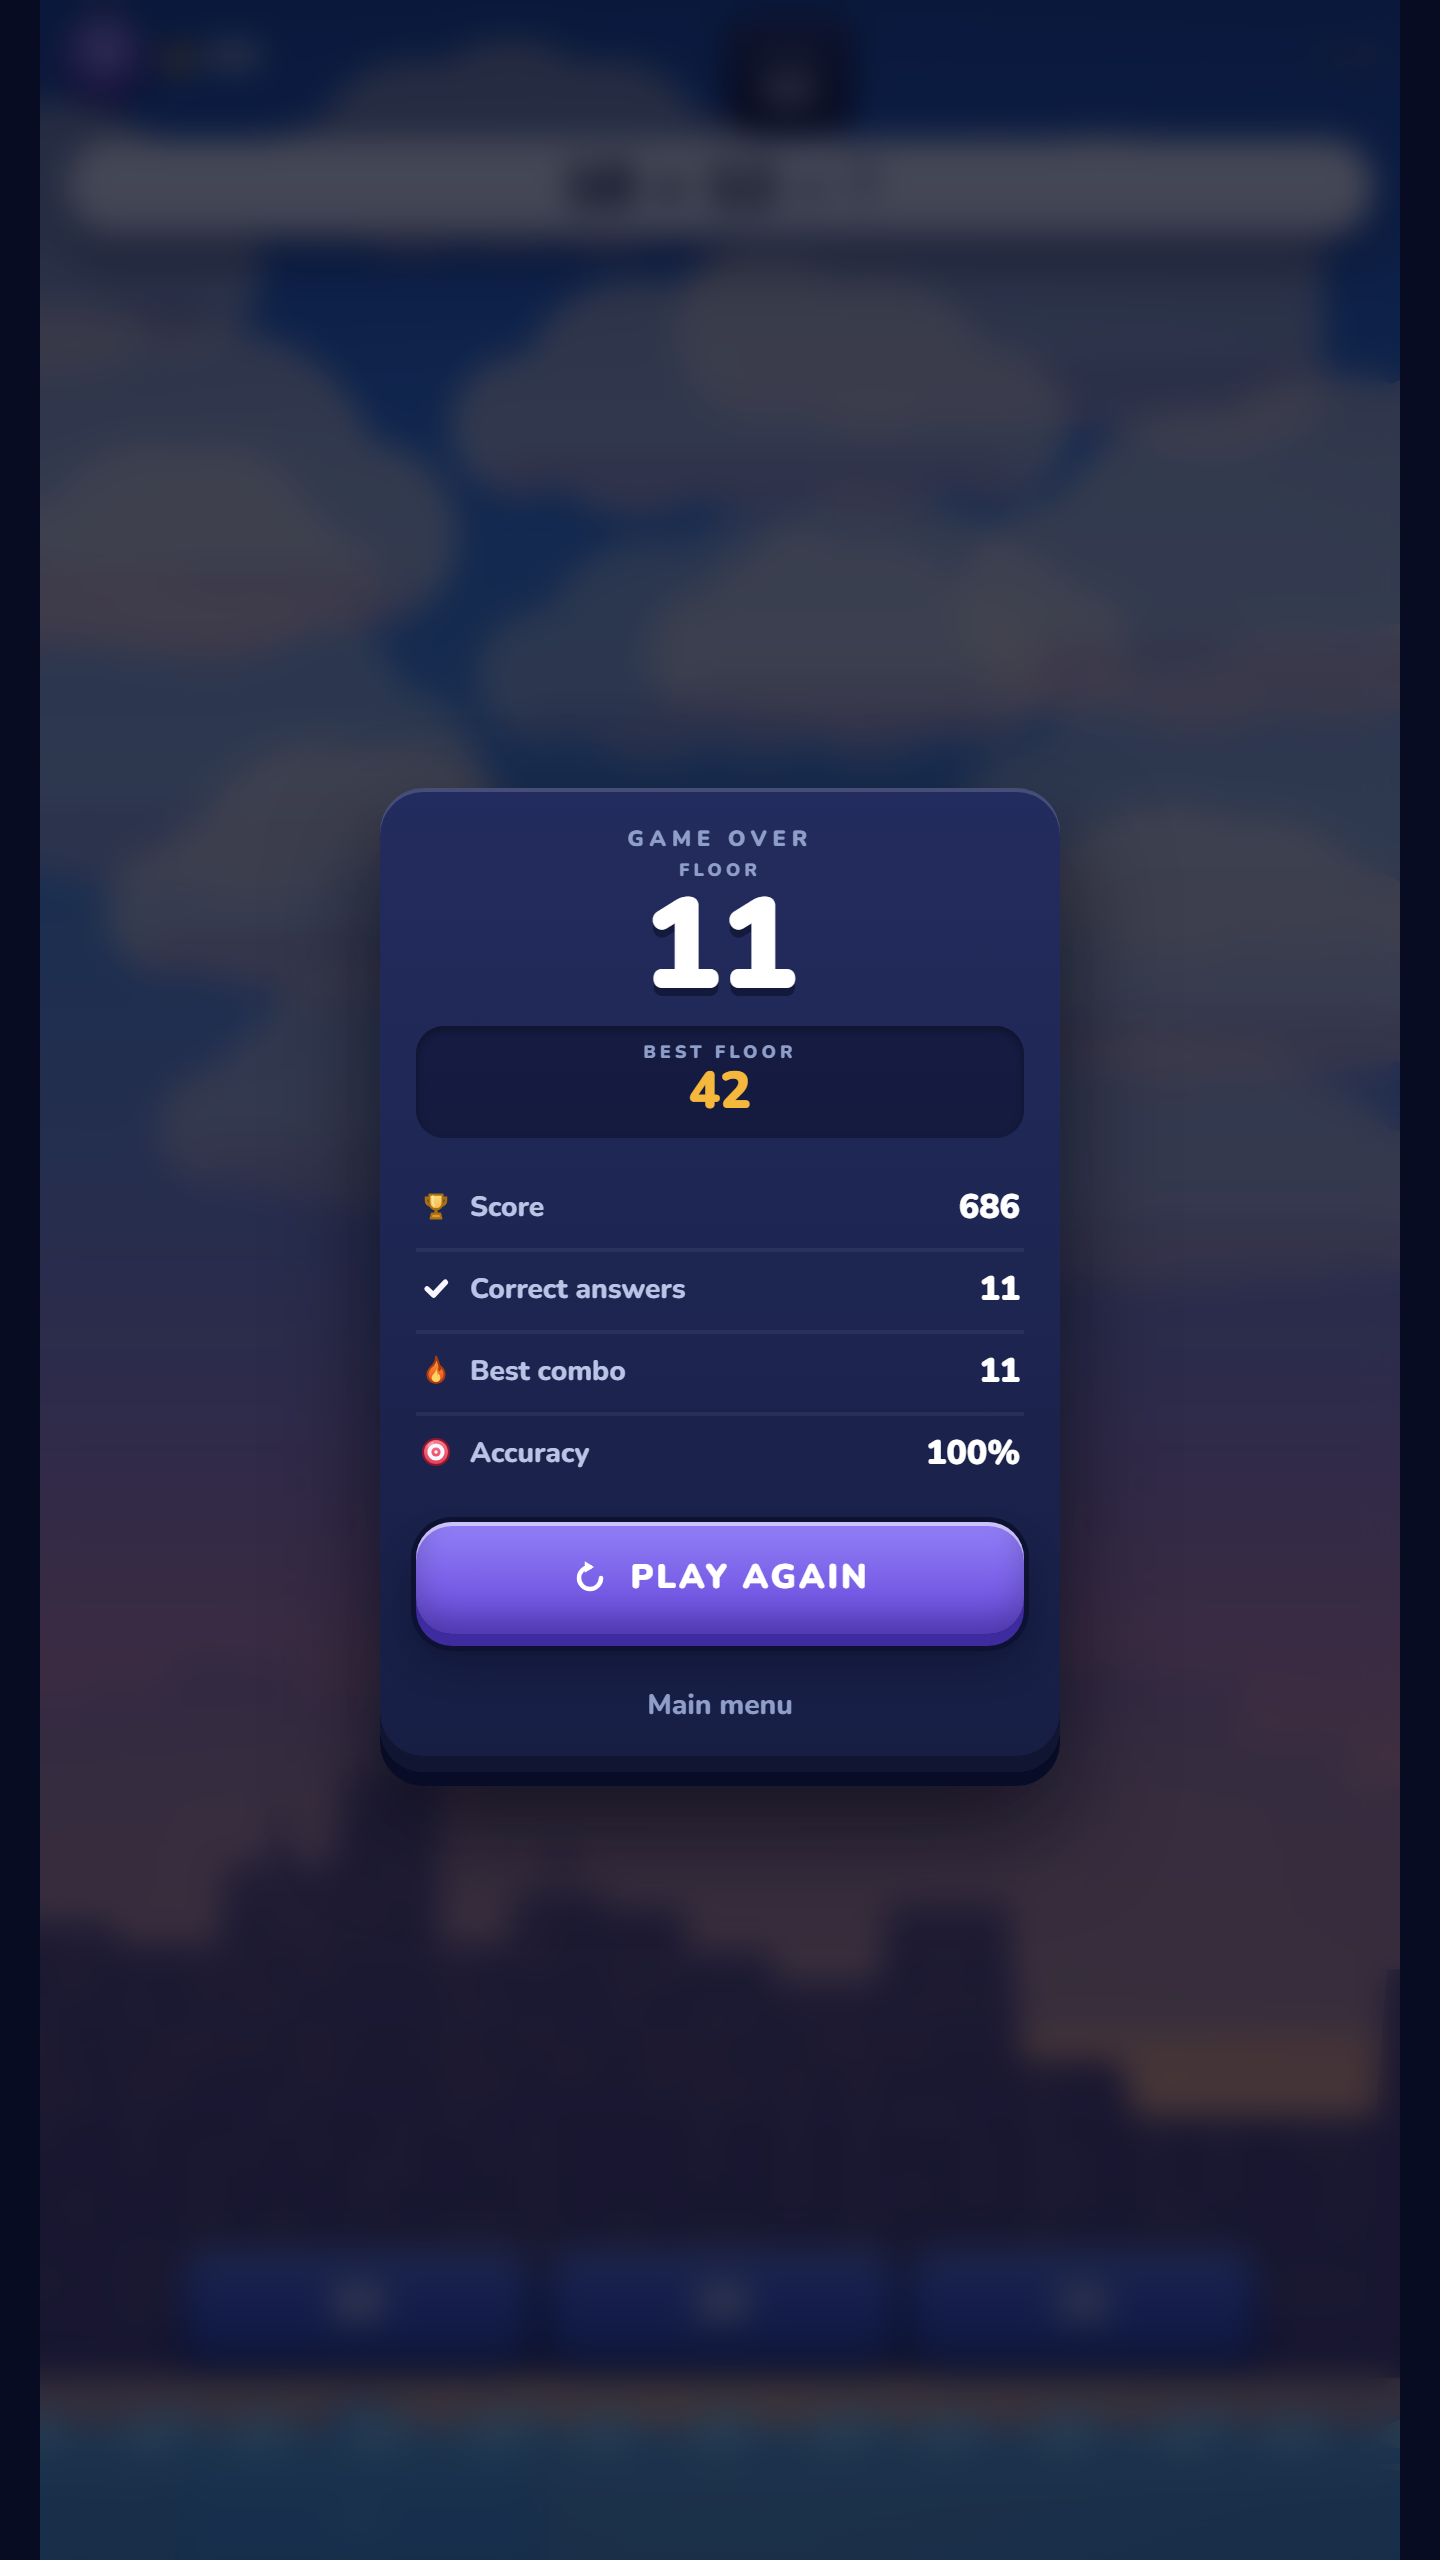 GAME OVER
FLOOR
11
BEST FLOOR
42
Score 686
Correct answers 11
Best combo 11
Accuracy 100%
PLAY AGAIN
Main menu